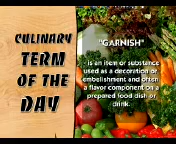 CULINARY
TERM
OF THE
DAY
"GARNISH"
- is an item or substance
used as a decoration or
embellishment and often
a flavor component on a
prepared food dish or
drink.